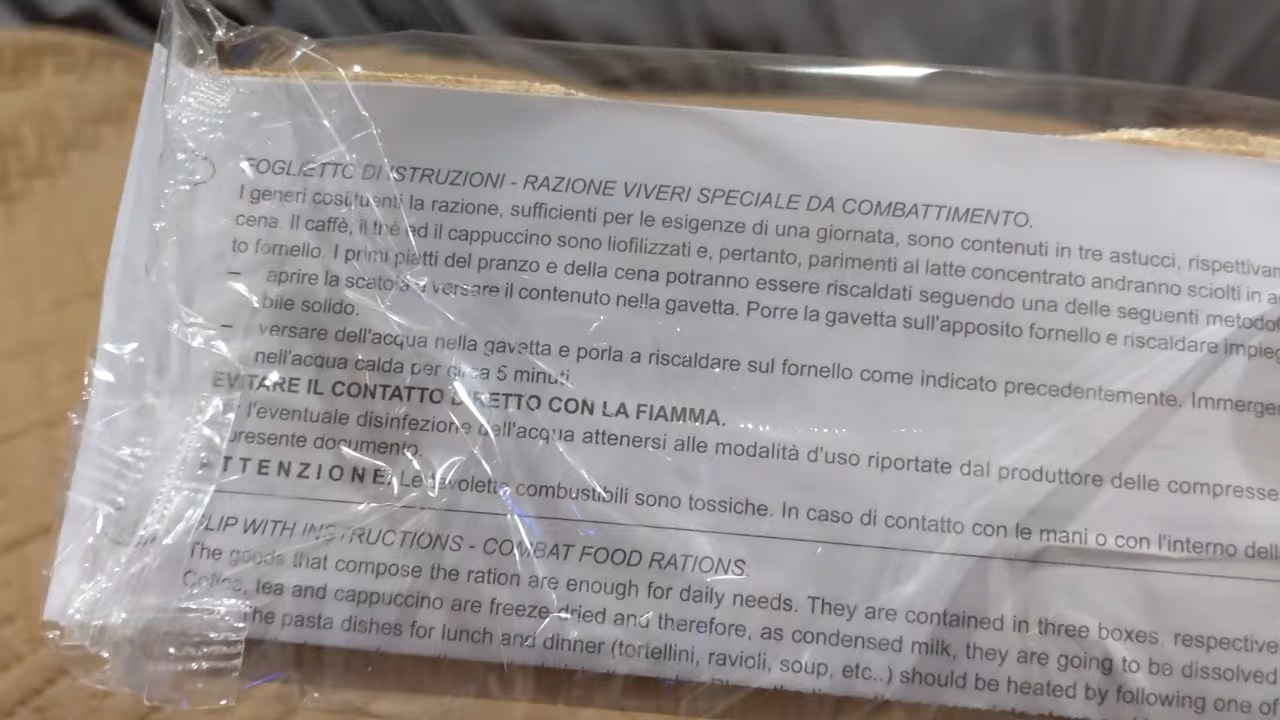 FOGLIETTO DI ISTRUZIONI - RAZIONE VIVERI SPECIALE DA COMBATTIMENTO.
I generi costituenti la razione, sufficienti per le esigenze di una giornata, sono contenuti in tre astucci,
cena. Il caffè, il thè ed il cappuccino sono liofilizzati e, pertanto, parimenti al latte concentrato andranno sciolti in
to fornello. I primi piatti del pranzo e della cena potranno essere riscaldati seguendo una delle seguenti
– aprire la scatola e versare il contenuto nella gavetta. Porre la gavetta sull'apposito fornello e riscaldare
bile solido.
– versare dell'acqua nella gavetta e porla a riscaldare sul fornello come indicato precedentemente.
nell'acqua calda per circa 5 minuti.
EVITARE IL CONTATTO DIRETTO CON LA FIAMMA.
l'eventuale disinfezione dell'acqua attenersi alle modalità d'uso riportate dal produttore delle compresse
presente documento.
ATTENZIONE: Le tavolette combustibili sono tossiche. In caso di contatto con le mani o con l'interno
SLIP WITH INSTRUCTIONS - COMBAT FOOD RATIONS.
The goods that compose the ration are enough for daily needs. They are contained in three boxes,
Coffee, tea and cappuccino are freeze-dried and therefore, as condensed milk, they are going to be dissolved
The pasta dishes for lunch and dinner (tortellini, ravioli, soup, etc..) should be heated by following one of